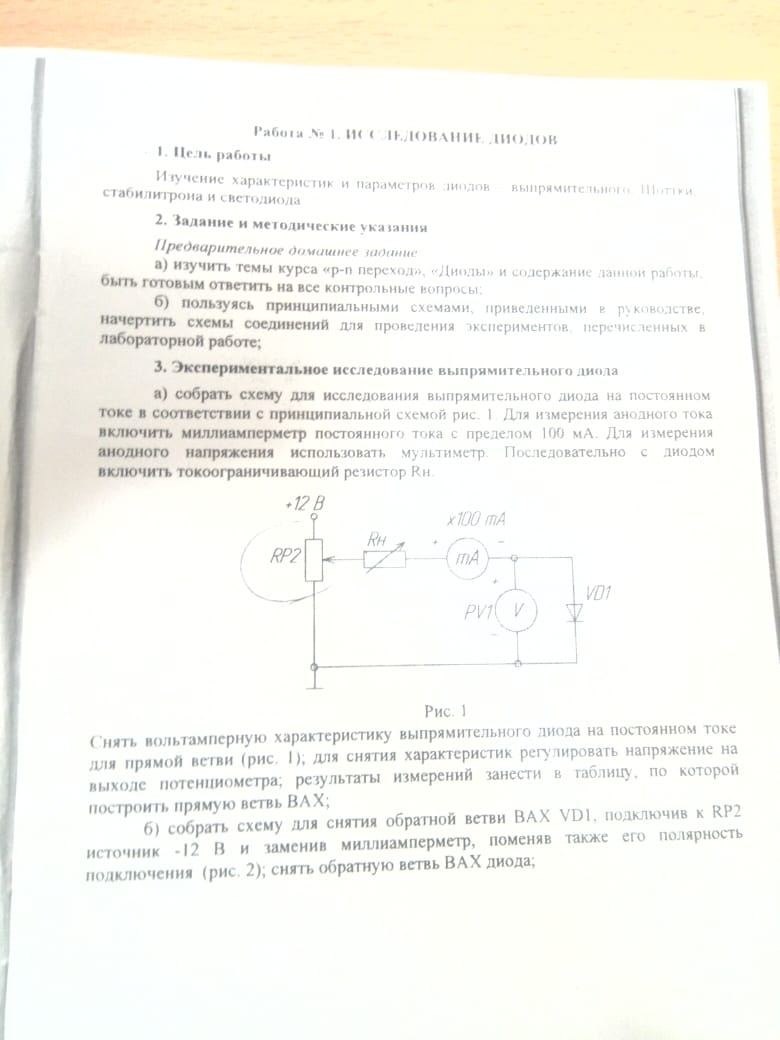 Работа № 1. ИССЛЕДОВАНИЕ ДИОДОВ
1. Цель работы
Изучение характеристик и параметров диодов – выпрямительного, Шоттки,
стабилитрона и светодиода
2. Задание и методические указания
Предварительное домашнее задание
а) изучить темы курса «p-n переход», «Диоды» и содержание данной работы,
быть готовым ответить на все контрольные вопросы;
б) пользуясь принципиальными схемами, приведенными в руководстве,
начертить схемы соединений для проведения экспериментов, перечисленных в
лабораторной работе;
3. Экспериментальное исследование выпрямительного диода
а) собрать схему для исследования выпрямительного диода на постоянном
токе в соответствии с принципиальной схемой рис. 1. Для измерения анодного тока
включить миллиамперметр постоянного тока с пределом 100 мА. Для измерения
анодного напряжения использовать мультиметр. Последовательно с диодом
включить токоограничивающий резистор Rн.
+12 В
x100 mA
Rн
+ –
RP2
mA
+
VD1
PV1 V
–
Рис. 1
Снять вольтамперную характеристику выпрямительного диода на постоянном токе
для прямой ветви (рис. 1); для снятия характеристик регулировать напряжение на
выходе потенциометра; результаты измерений занести в таблицу, по которой
построить прямую ветвь ВАХ;
б) собрать схему для снятия обратной ветви ВАХ VD1, подключив к RP2
источник -12 В и заменив миллиамперметр, поменяв также его полярность
подключения (рис. 2); снять обратную ветвь ВАХ диода;